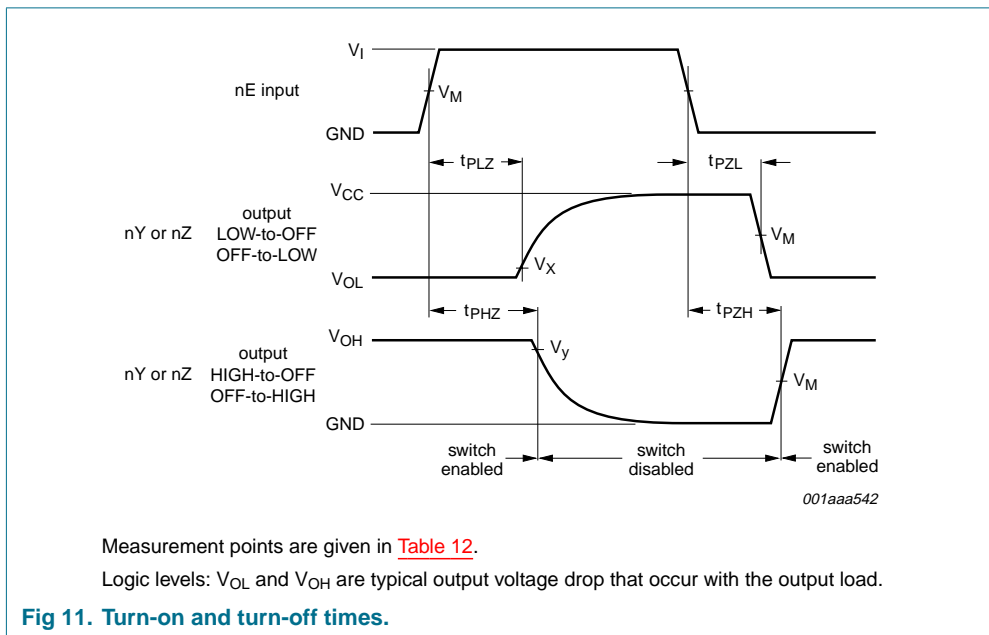 VI
nE input
VM
GND
tPLZ
tPZL
VCC
output
nY or nZ LOW-to-OFF
OFF-to-LOW
VM
VX
VOL
tPHZ
tPZH
VOH
output
nY or nZ HIGH-to-OFF
OFF-to-HIGH
Vy
VM
GND
switch
enabled
switch
disabled
switch
enabled
001aaa542
Measurement points are given in Table 12.
Logic levels: VOL and VOH are typical output voltage drop that occur with the output load.
Fig 11. Turn-on and turn-off times.